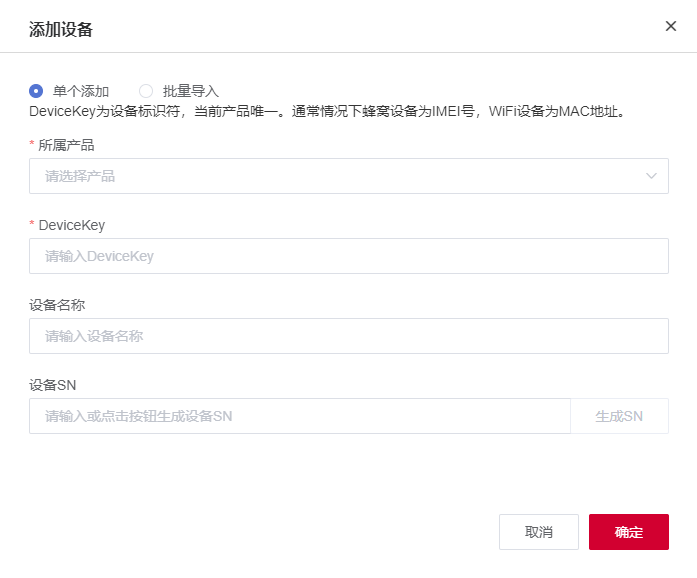 添加设备
单个添加 批量导入
DeviceKey为设备标识符，当前产品唯一。通常情况下蜂窝设备为IMEI号，WiFi设备为MAC地址。
* 所属产品
请选择产品
* DeviceKey
请输入DeviceKey
设备名称
请输入设备名称
设备SN
请输入或点击按钮生成设备SN 生成SN
取消 确定